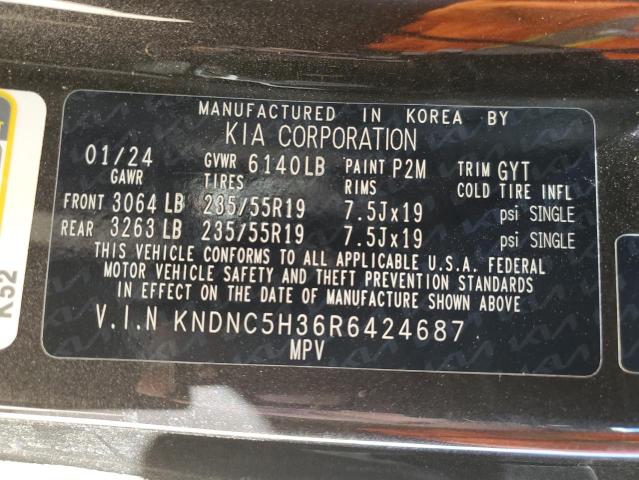 MANUFACTURED IN KOREA BY
KIA CORPORATION
01/24 GVWR 6140LB PAINT P2M TRIM GYT
GAWR TIRES RIMS COLD TIRE INFL
FRONT 3064 LB 235/55R19 7.5Jx19 psi SINGLE
REAR 3263 LB 235/55R19 7.5Jx19 psi SINGLE
THIS VEHICLE CONFORMS TO ALL APPLICABLE U.S.A. FEDERAL
MOTOR VEHICLE SAFETY AND THEFT PREVENTION STANDARDS
IN EFFECT ON THE DATE OF MANUFACTURE SHOWN ABOVE
V.I.N KNDNC5H36R6424687
MPV
K52